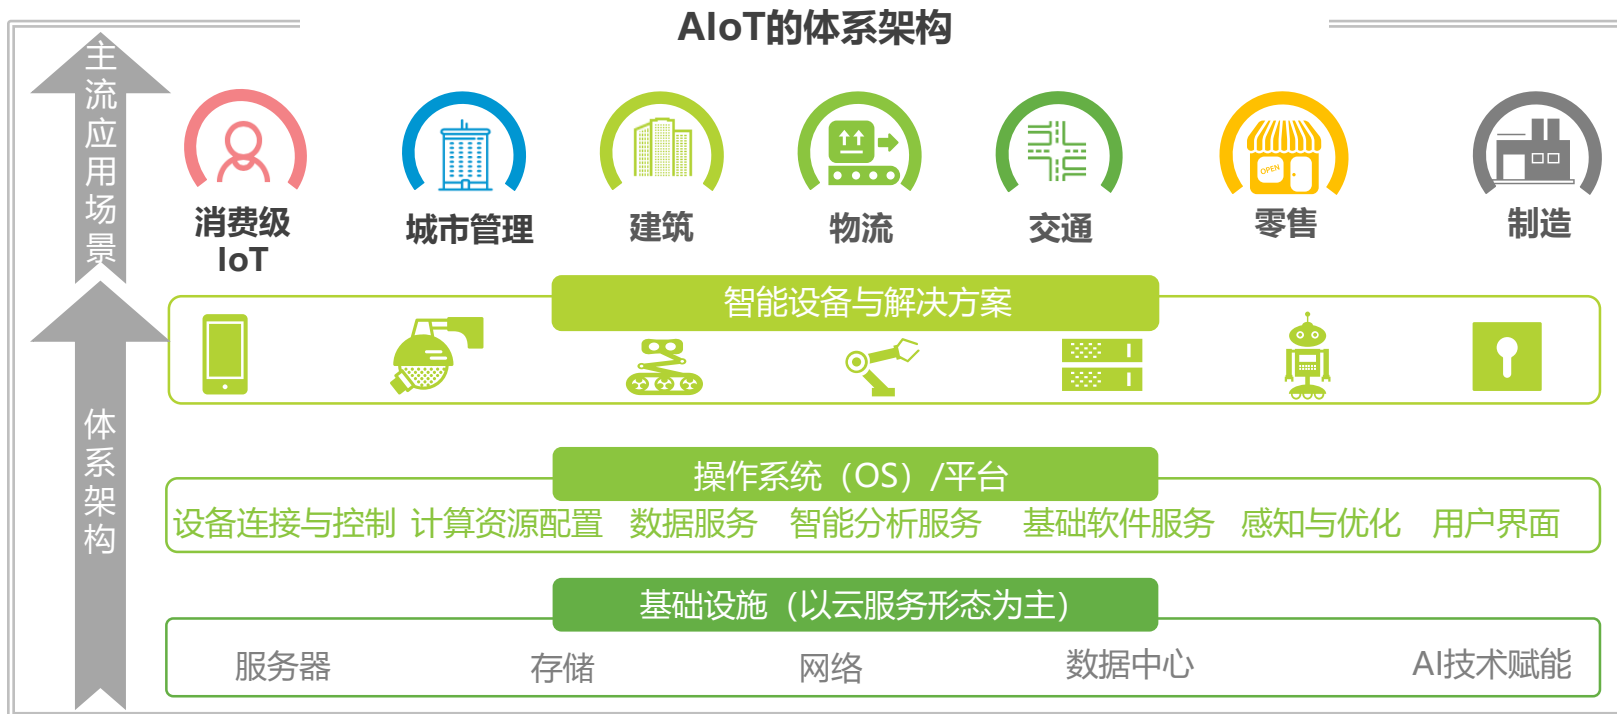 AIoT的体系架构
主流应用场景
消费级
IoT
城市管理
建筑
物流
交通
OPEN
零售
制造
体系架构
智能设备与解决方案
操作系统（OS）/平台
设备连接与控制 计算资源配置 数据服务 智能分析服务 基础软件服务 感知与优化 用户界面
基础设施（以云服务形态为主）
服务器 存储 网络 数据中心 AI技术赋能